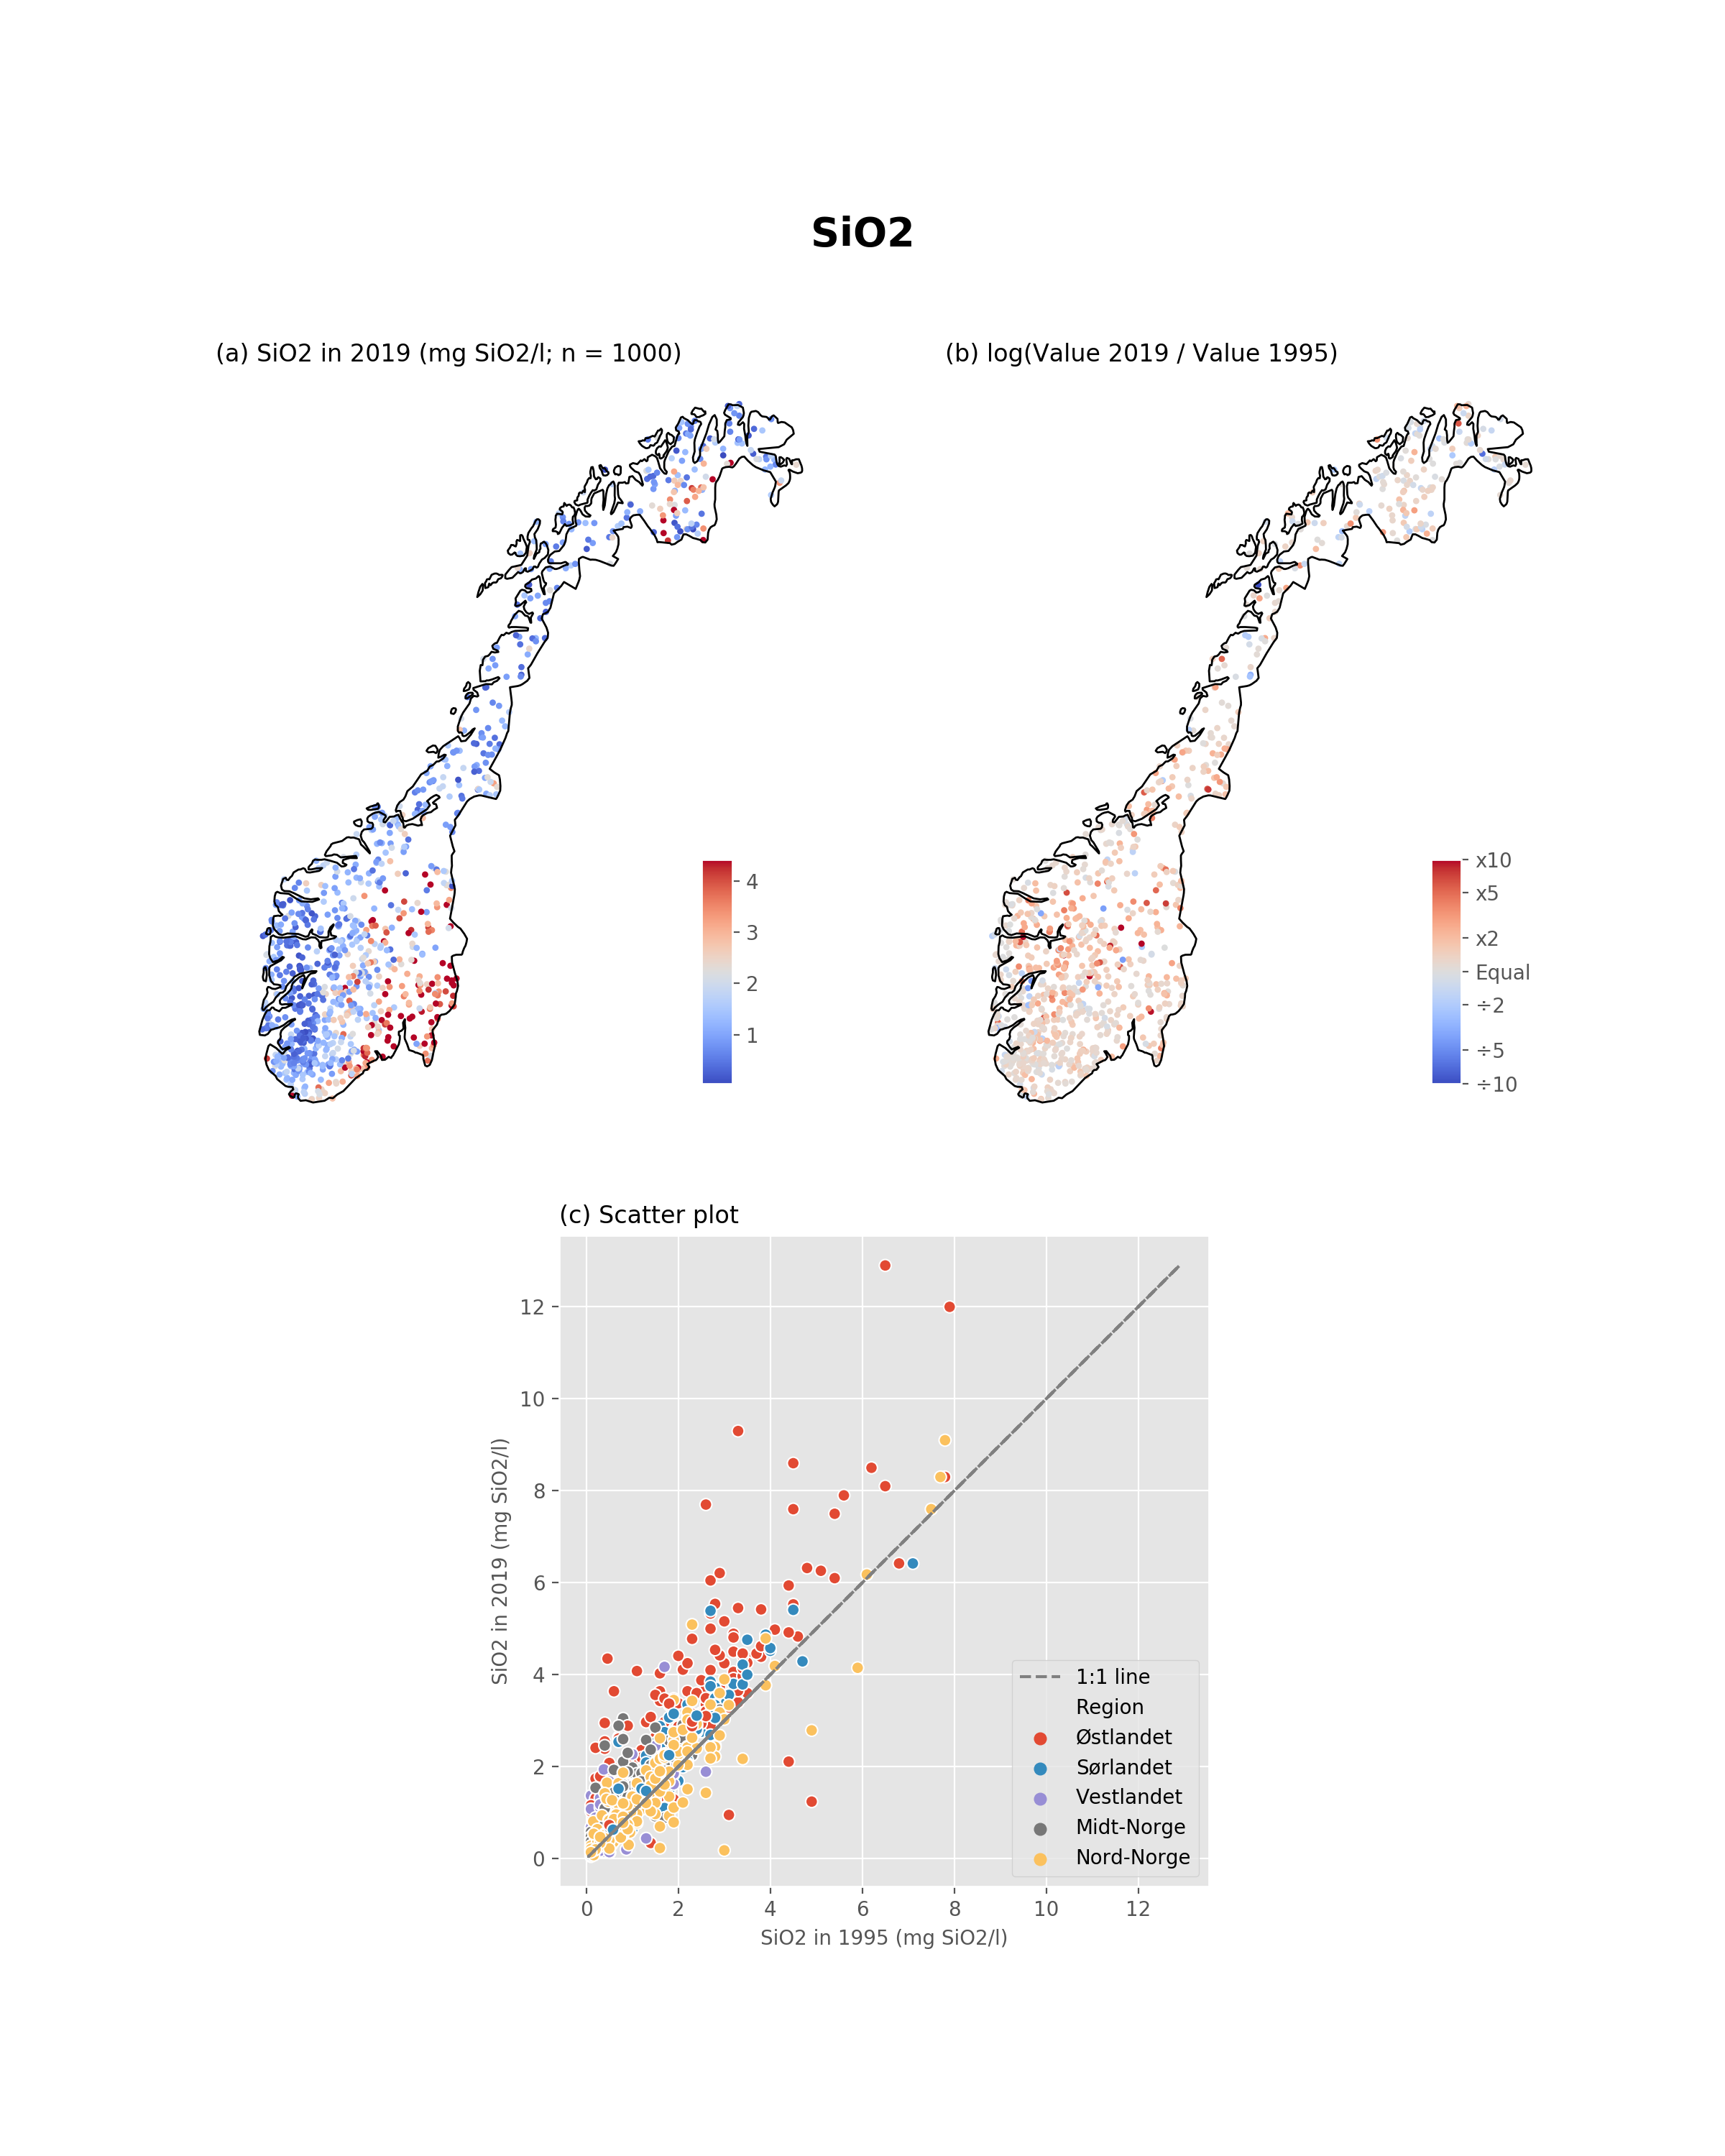 SiO2
(a) SiO2 in 2019 (mg SiO2/l; n = 1000)
(b) log(Value 2019 / Value 1995)
4
3
2
1
x10
x5
x2
Equal
÷2
÷5
÷10
(c) Scatter plot
SiO2 in 2019 (mg SiO2/l)
12
10
8
6
4
2
0
0 2 4 6 8 10 12
SiO2 in 1995 (mg SiO2/l)
1:1 line
Region
Østlandet
Sørlandet
Vestlandet
Midt-Norge
Nord-Norge